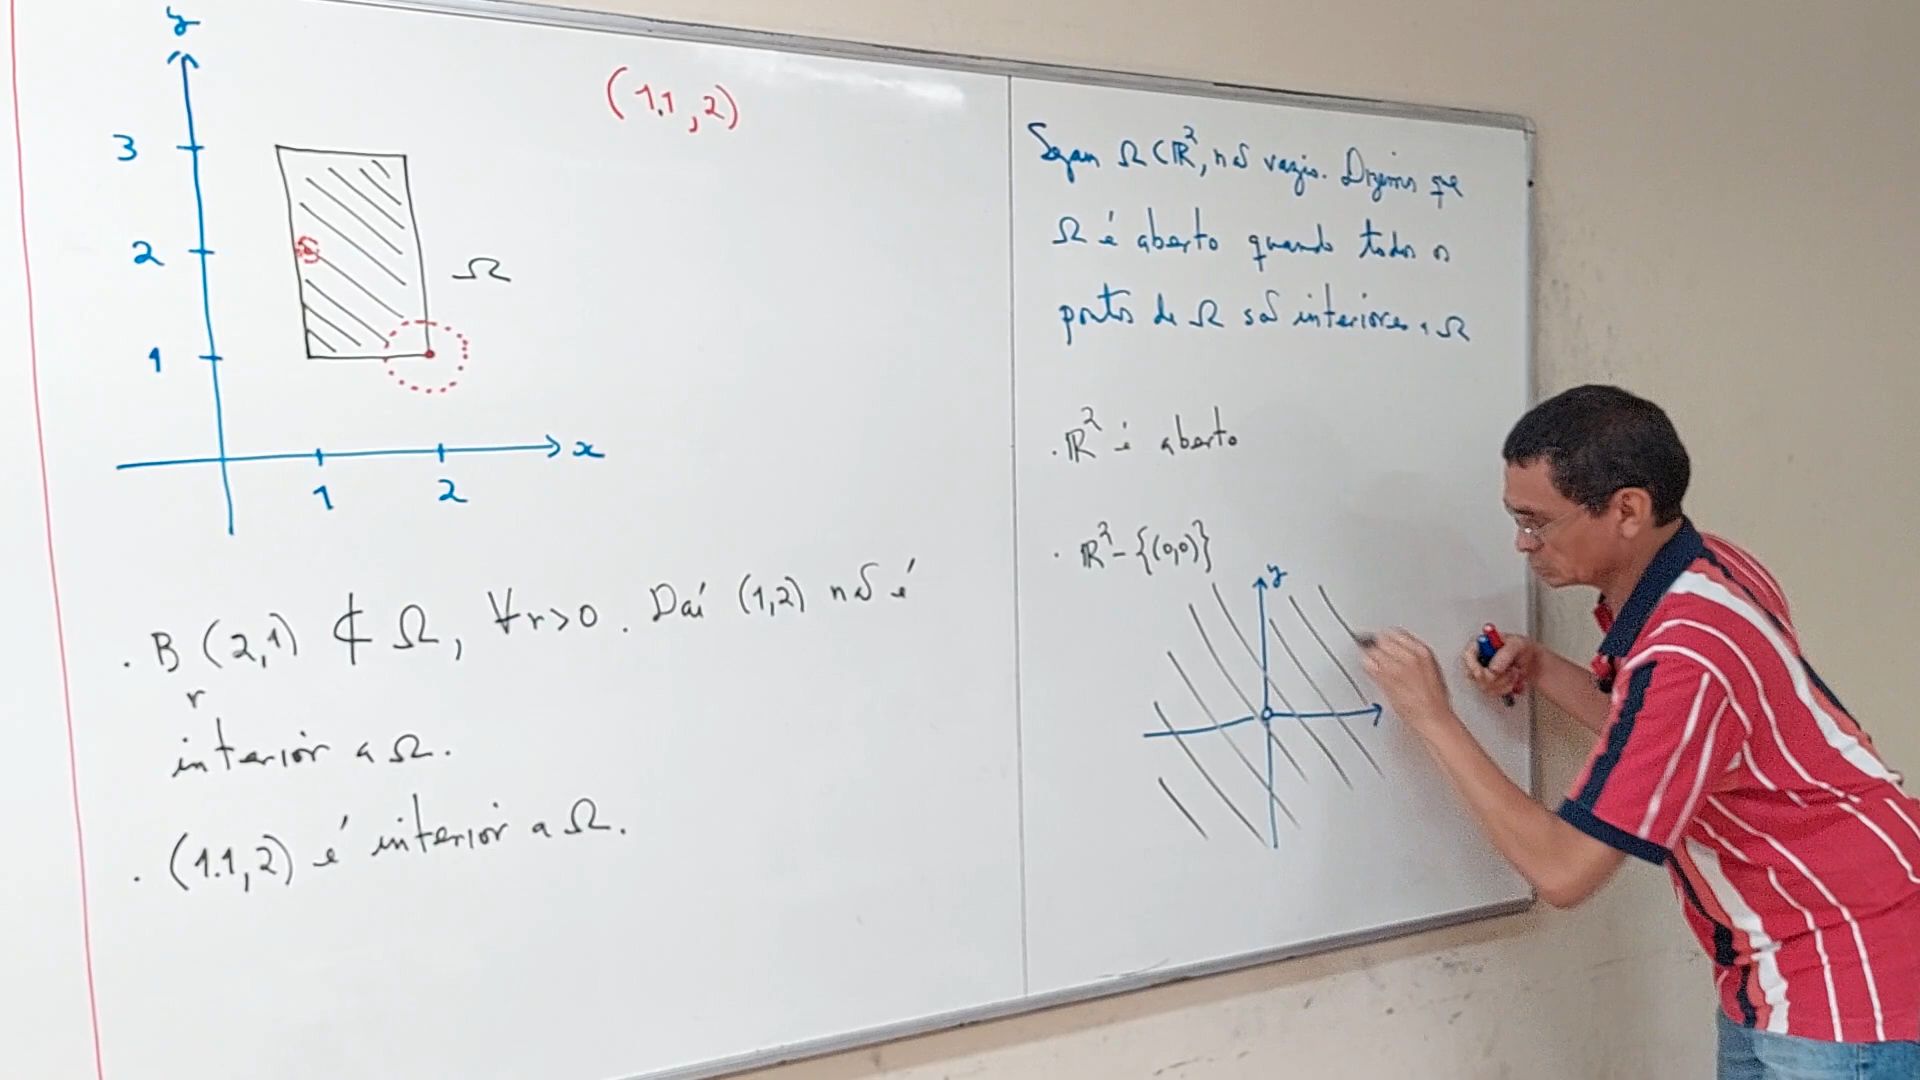 y
(1.1, 2)
3
2
1
Ω
x
1 2
. B_r (2,1) ⊄ Ω, ∀r>0. Daí (1,2) não é
interior a Ω.
. (1.1, 2) é interior a Ω.
Sejam Ω ⊂ ℝ², não vazio. Dizemos que
Ω é aberto quando todos os
pontos de Ω são interiores a Ω
. ℝ² é aberto
. ℝ² - {(0,0)}
y